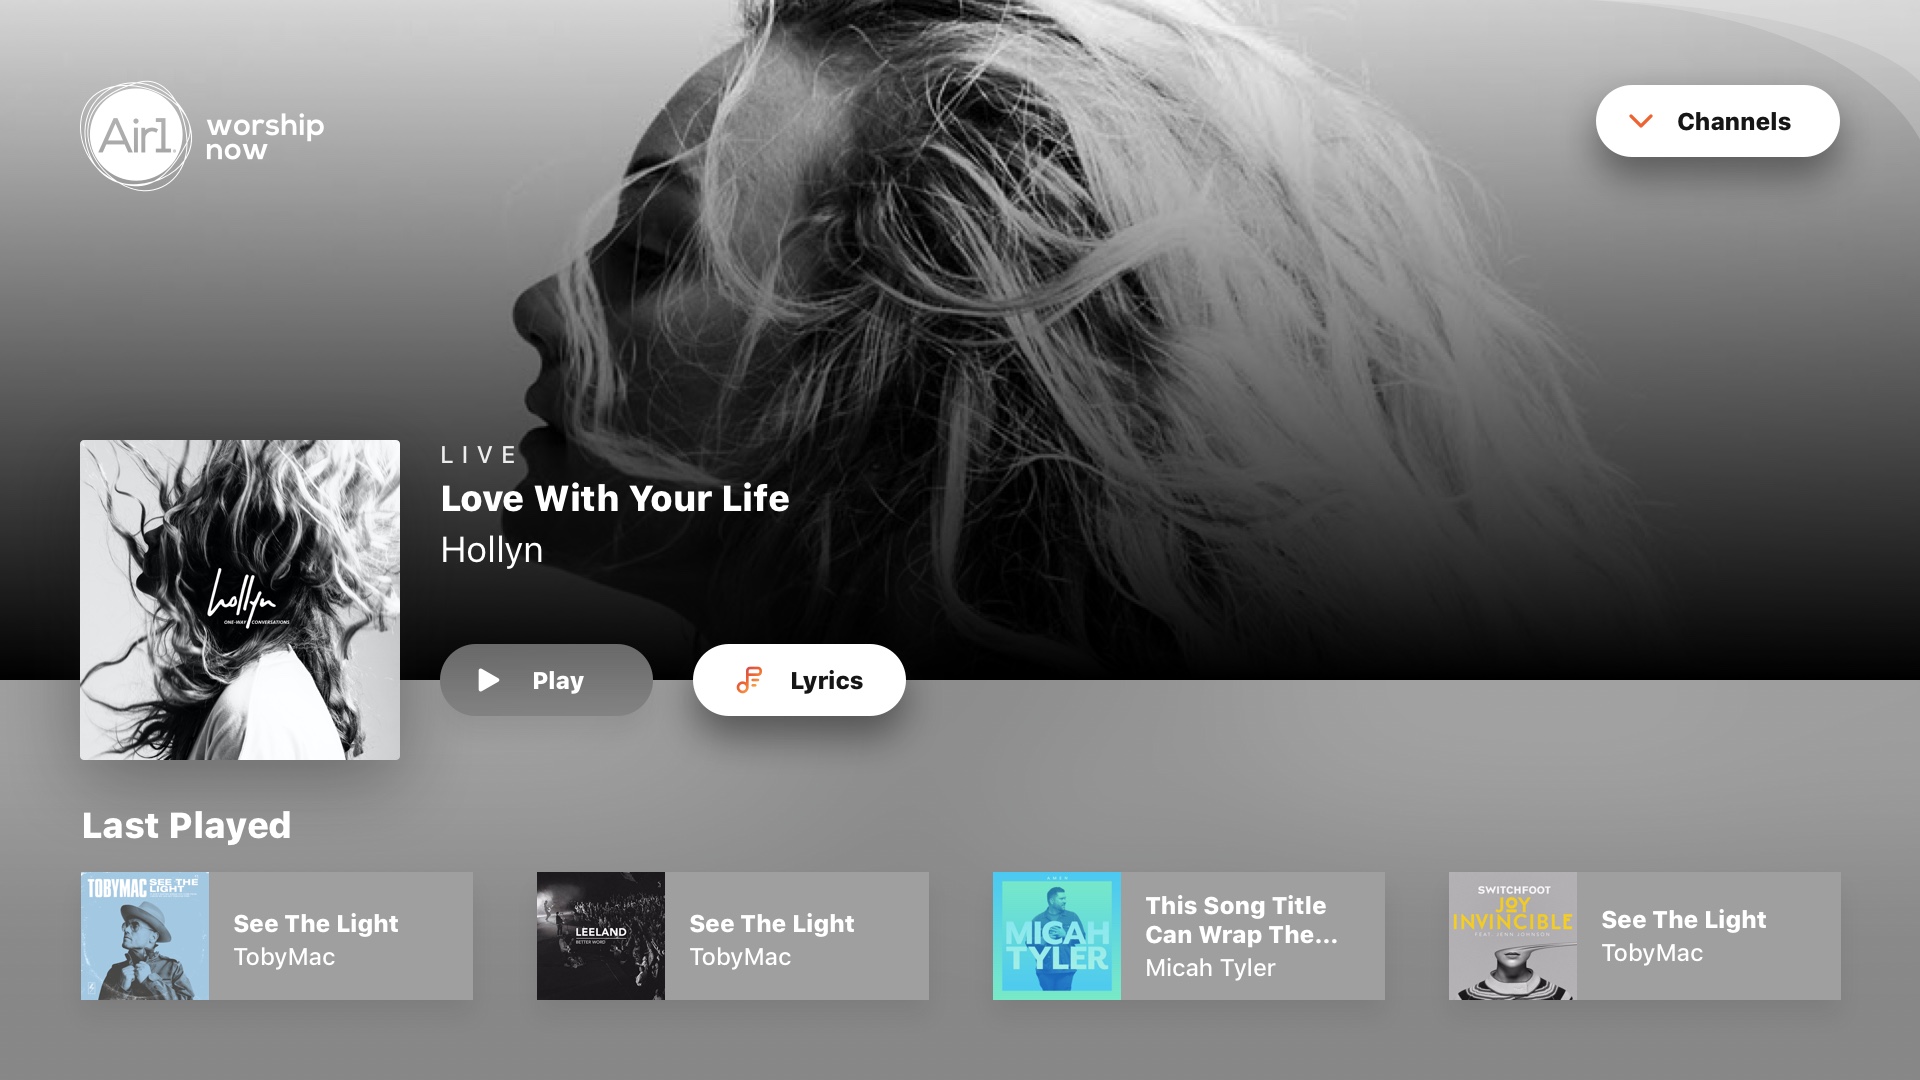 Air1
worship
now
Channels
LIVE
Love With Your Life
Hollyn
hollyn
ONE-WAY CONVERSATIONS
Play
Lyrics
Last Played
TOBYMAC SEE THE
LIGHT
See The Light
TobyMac
LEELAND
BETTER WORD
See The Light
TobyMac
AMEN
MICAH
TYLER
This Song Title
Can Wrap The...
Micah Tyler
SWITCHFOOT
JOY
INVINCIBLE
FEAT. JENN JOHNSON
See The Light
TobyMac